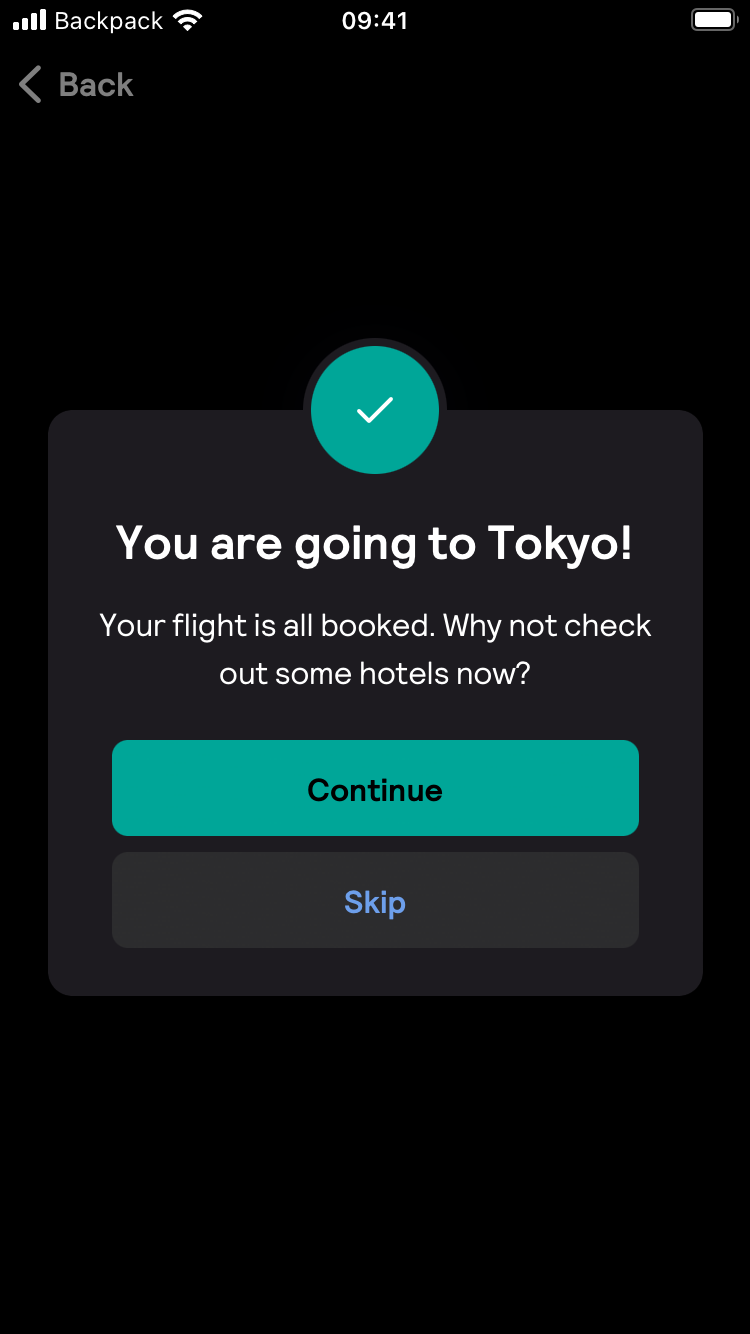 Backpack 09:41
Back
You are going to Tokyo!
Your flight is all booked. Why not check
out some hotels now?
Continue
Skip